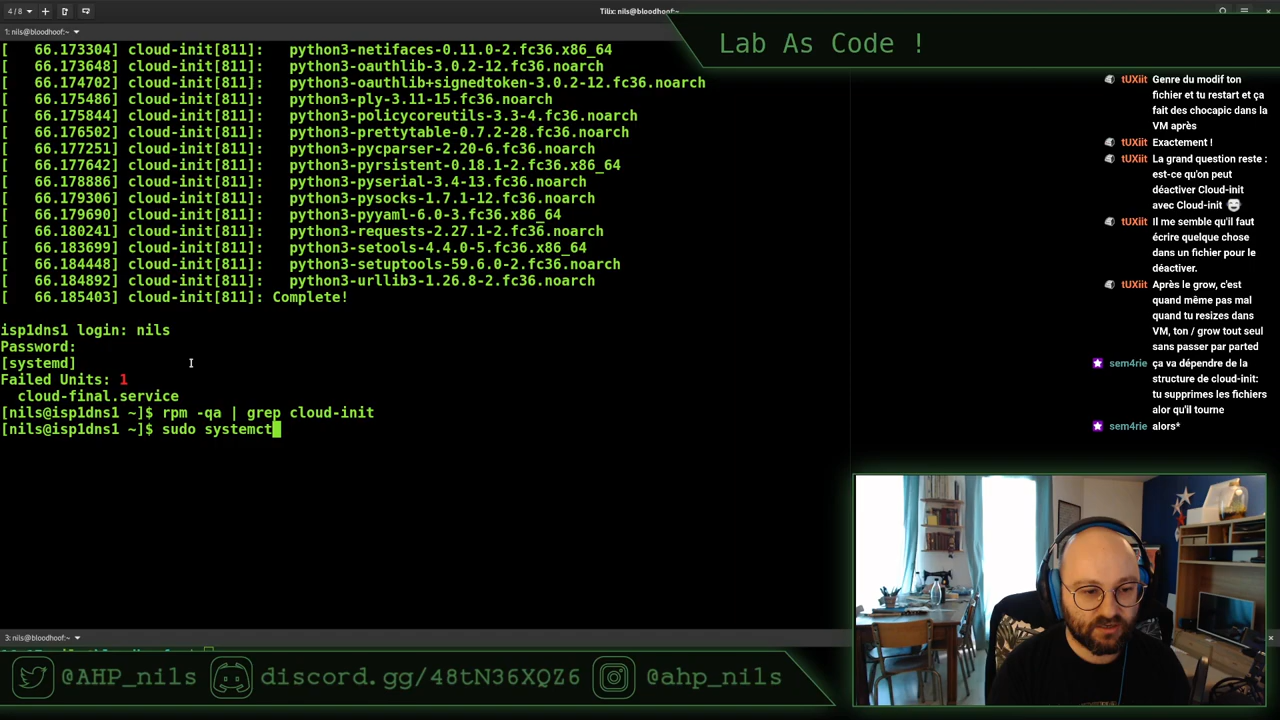 4 / 8
Tilix: nils@bloodhoof:~
1: nils@bloodhoof:~
Lab As Code !
[   66.173304] cloud-init[811]:   python3-netifaces-0.11.0-2.fc36.x86_64
[   66.173648] cloud-init[811]:   python3-oauthlib-3.0.2-12.fc36.noarch
[   66.174702] cloud-init[811]:   python3-oauthlib+signedtoken-3.0.2-12.fc36.noarch
[   66.175486] cloud-init[811]:   python3-ply-3.11-15.fc36.noarch
[   66.175844] cloud-init[811]:   python3-policycoreutils-3.3-4.fc36.noarch
[   66.176502] cloud-init[811]:   python3-prettytable-0.7.2-28.fc36.noarch
[   66.177251] cloud-init[811]:   python3-pycparser-2.20-6.fc36.noarch
[   66.177642] cloud-init[811]:   python3-pyrsistent-0.18.1-2.fc36.x86_64
[   66.178886] cloud-init[811]:   python3-pyserial-3.4-13.fc36.noarch
[   66.179306] cloud-init[811]:   python3-pysocks-1.7.1-12.fc36.noarch
[   66.179690] cloud-init[811]:   python3-pyyaml-6.0-3.fc36.x86_64
[   66.180241] cloud-init[811]:   python3-requests-2.27.1-2.fc36.noarch
[   66.183699] cloud-init[811]:   python3-setools-4.4.0-5.fc36.x86_64
[   66.184448] cloud-init[811]:   python3-setuptools-59.6.0-2.fc36.noarch
[   66.184892] cloud-init[811]:   python3-urllib3-1.26.8-2.fc36.noarch
[   66.185403] cloud-init[811]: Complete!
isp1dns1 login: nils
Password:
[systemd]
Failed Units: 1
cloud-final.service
[nils@isp1dns1 ~]$ rpm -qa | grep cloud-init
[nils@isp1dns1 ~]$ sudo systemct
tUXiit Genre du modif ton
fichier et tu restart et ça
fait des chocapic dans la
VM après
tUXiit Exactement !
tUXiit La grand question reste :
est-ce qu'on peut
déactiver Cloud-init
avec Cloud-init
tUXiit Il me semble qu'il faut
écrire quelque chose
dans un fichier pour le
déactiver.
tUXiit Après le grow, c'est
quand même pas mal
quand tu resizes dans
VM, ton / grow tout seul
sans passer par parted
sem4rie ça va dépendre de la
structure de cloud-init:
tu supprimes les fichiers
alor qu'il tourne
sem4rie alors*
3: nils@bloodhoof:~
@AHP_nils
discord.gg/48tN36XQZ6
@ahp_nils